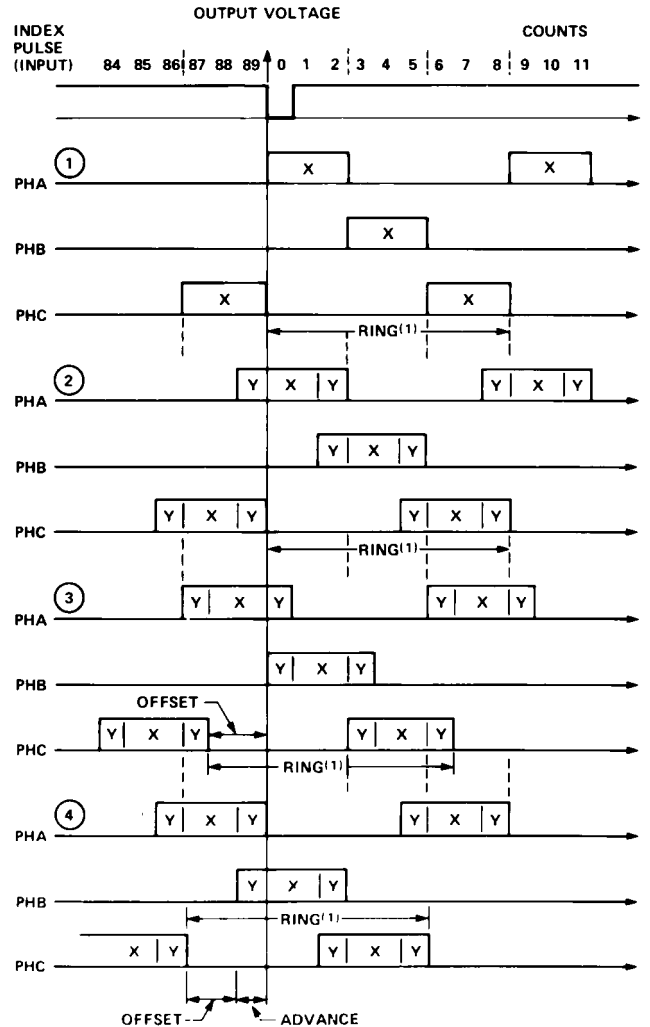 OUTPUT VOLTAGE
INDEX PULSE (INPUT)
COUNTS
84 85 86 87 88 89 0 1 2 3 4 5 6 7 8 9 10 11
1
PHA X X
PHB X
PHC X X
RING(1)
2
PHA Y X Y Y X Y
PHB Y X Y
PHC Y X Y Y X Y
RING(1)
3
PHA Y X Y Y X Y
PHB Y X Y
OFFSET
PHC Y X Y Y X Y
RING(1)
4
PHA Y X Y Y X Y
PHB Y X Y
RING(1)
PHC X Y Y X Y
OFFSET ADVANCE